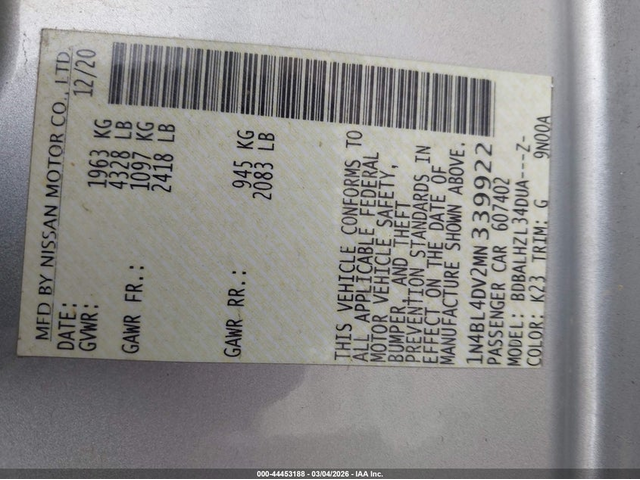 MFD BY NISSAN MOTOR CO., LTD.
DATE: 12/20
GVWR: 1963 KG
4328 LB
GAWR FR.: 1097 KG
2418 LB
GAWR RR.: 945 KG
2083 LB
THIS VEHICLE CONFORMS TO
ALL APPLICABLE FEDERAL
MOTOR VEHICLE SAFETY,
BUMPER, AND THEFT
PREVENTION STANDARDS IN
EFFECT ON THE DATE OF
MANUFACTURE SHOWN ABOVE.
1N4BL4DV2MN339922
PASSENGER CAR 607402
MODEL: BDBALHZL34DUA---Z-
COLOR: K23 TRIM: G 9N00A
000-44453188 - 03/04/2026 - IAA Inc.